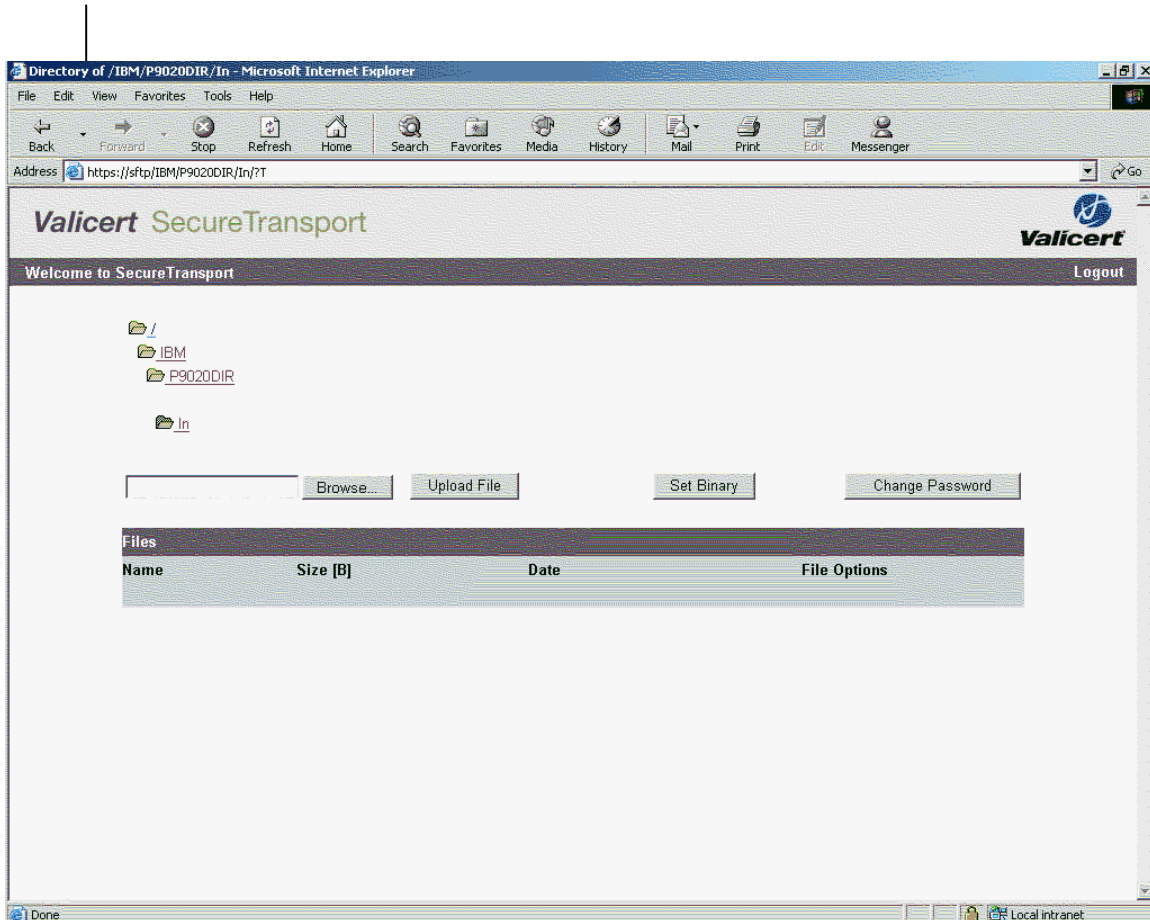 Directory of /IBM/P9020DIR/In - Microsoft Internet Explorer
File Edit View Favorites Tools Help
Back Forward Stop Refresh Home Search Favorites Media History Mail Print Edit Messenger
Address https://sftp/IBM/P9020DIR/In/?T Go
Valicert SecureTransport
Valicert
Welcome to SecureTransport Logout
/
IBM
P9020DIR
In
Browse... Upload File Set Binary Change Password
Files
Name Size [B] Date File Options
Done Local intranet